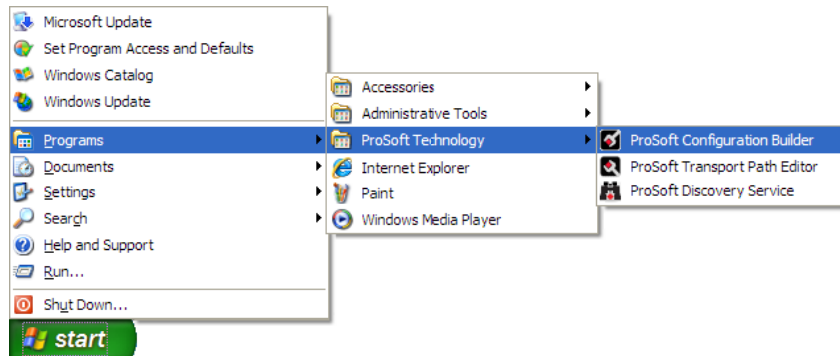 Microsoft Update
Set Program Access and Defaults
Windows Catalog
Windows Update
Programs
Documents
Settings
Search
Help and Support
Run...
Shut Down...
start
Accessories
Administrative Tools
ProSoft Technology
Internet Explorer
Paint
Windows Media Player
ProSoft Configuration Builder
ProSoft Transport Path Editor
ProSoft Discovery Service